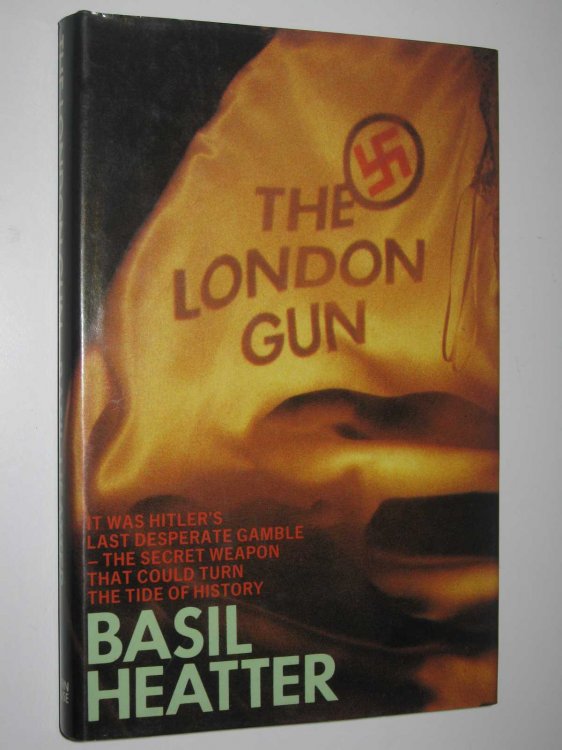 THE
LONDON
GUN
IT WAS HITLER'S
LAST DESPERATE GAMBLE
– THE SECRET WEAPON
THAT COULD TURN
THE TIDE OF HISTORY
BASIL
HEATTER